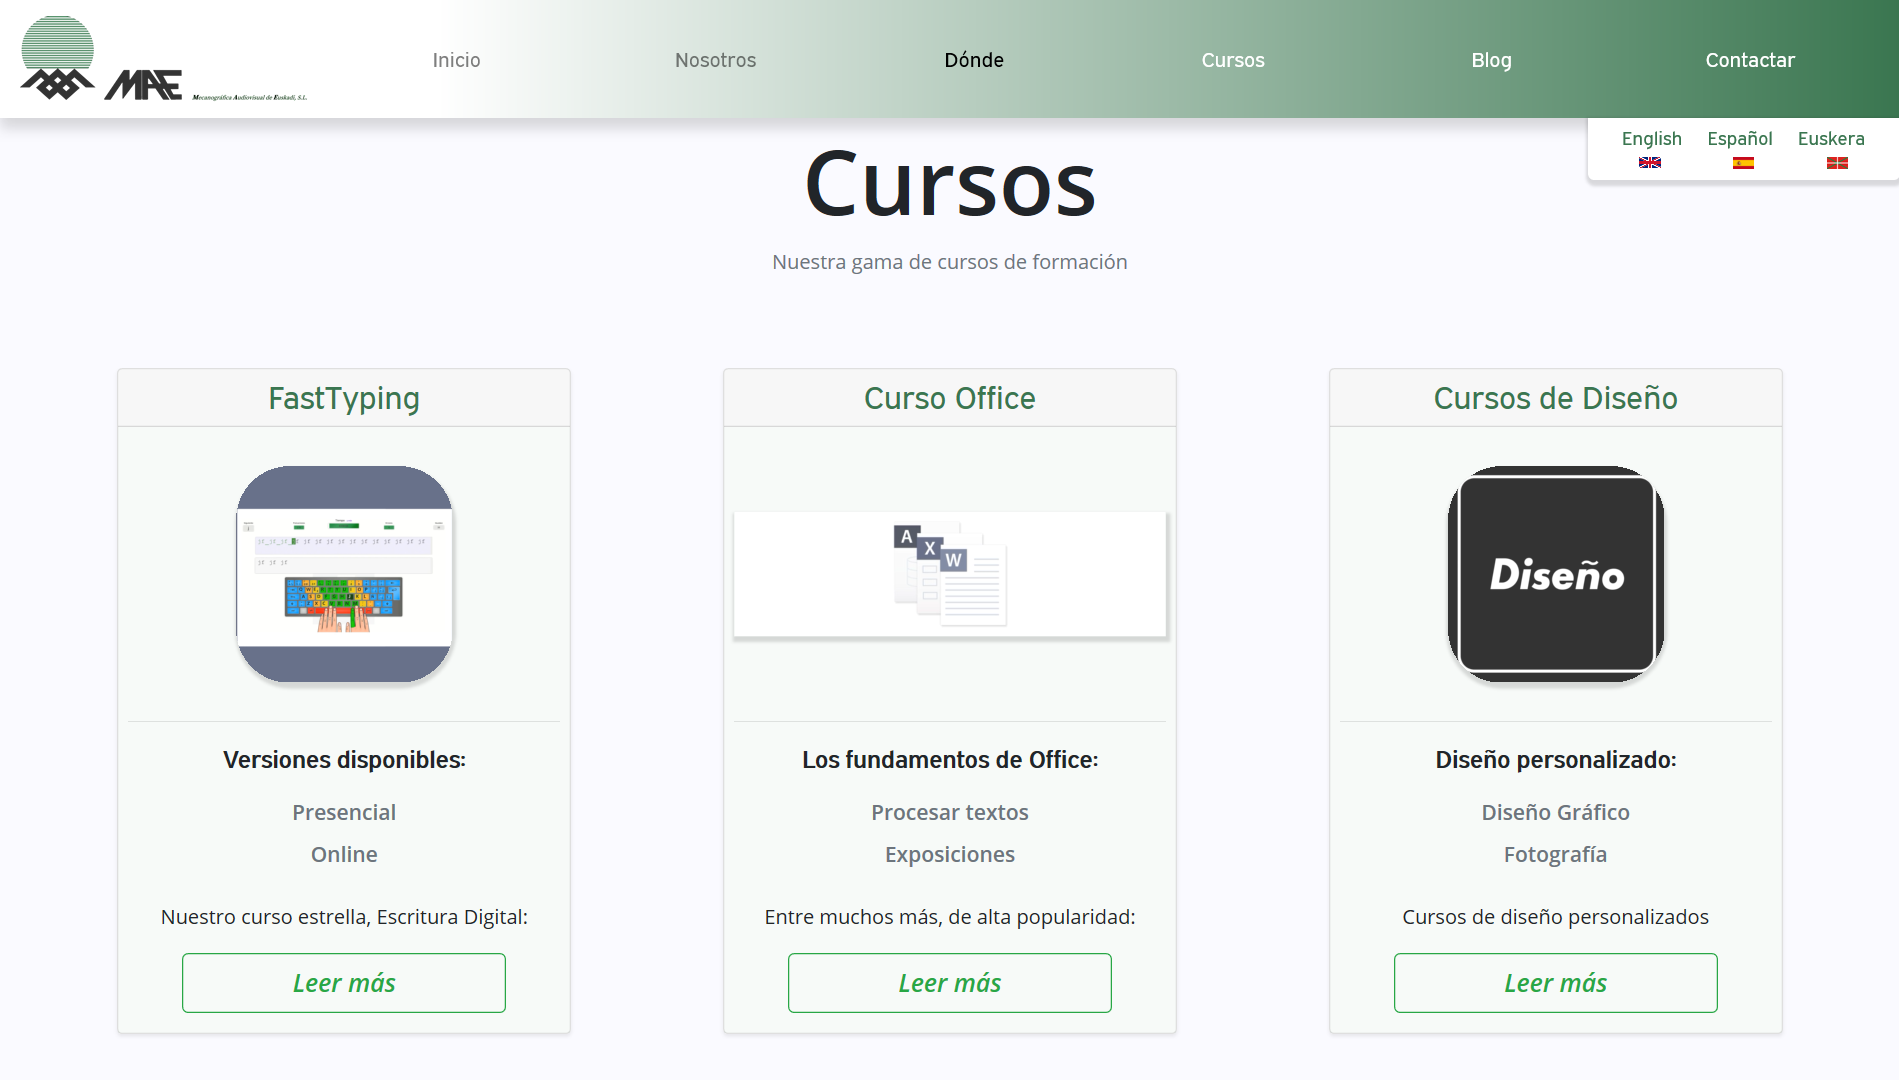 MAE Mecanográfica Audiovisual de Euskadi, S.L.
Inicio Nosotros Dónde Cursos Blog Contactar
English Español Euskera
Cursos
Nuestra gama de cursos de formación
FastTyping
Versiones disponibles:
Presencial
Online
Nuestro curso estrella, Escritura Digital:
Leer más
Curso Office
A
X
W
Los fundamentos de Office:
Procesar textos
Exposiciones
Entre muchos más, de alta popularidad:
Leer más
Cursos de Diseño
Diseño
Diseño personalizado:
Diseño Gráfico
Fotografía
Cursos de diseño personalizados
Leer más